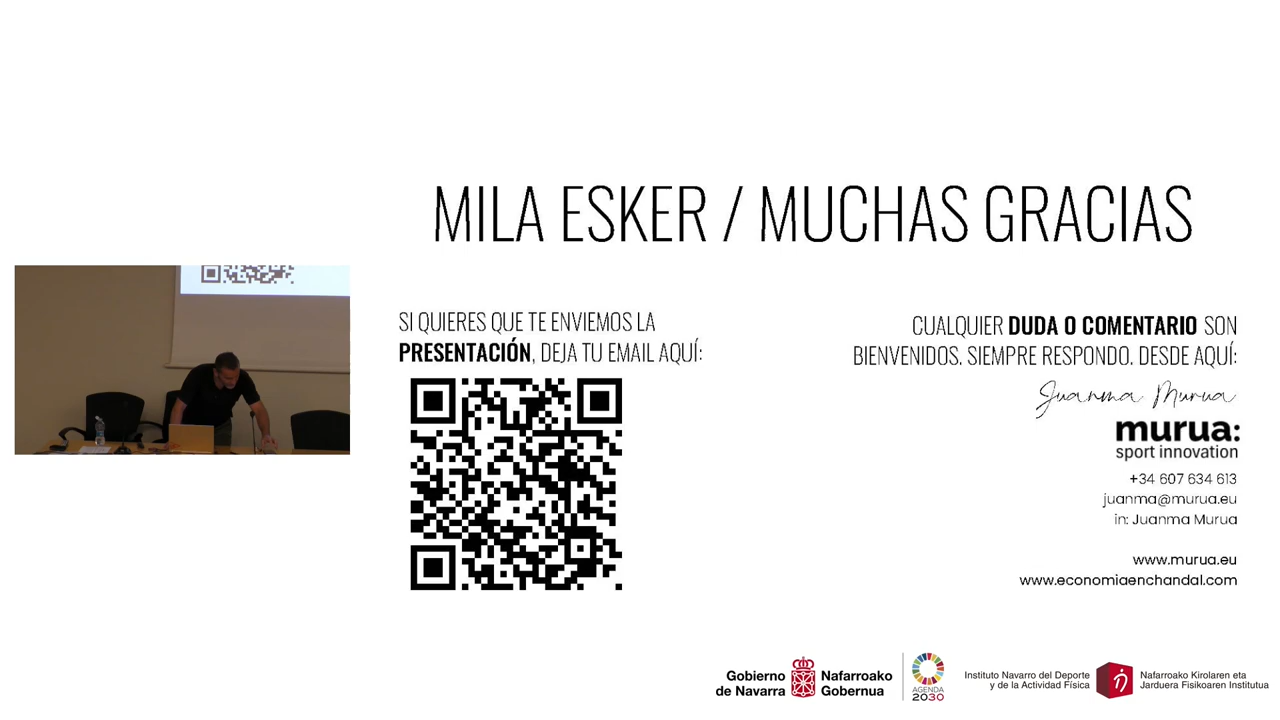 MILA ESKER / MUCHAS GRACIAS
SI QUIERES QUE TE ENVIEMOS LA
PRESENTACIÓN, DEJA TU EMAIL AQUÍ:
CUALQUIER DUDA O COMENTARIO SON
BIENVENIDOS. SIEMPRE RESPONDO. DESDE AQUÍ:
Juanma Murua
murua:
sport innovation
+34 607 634 613
juanma@murua.eu
in: Juanma Murua
www.murua.eu
www.economiaenchandal.com
Gobierno
de Navarra
Nafarroako
Gobernua
AGENDA
2030
Instituto Navarro del Deporte
y de la Actividad Física
Nafarroako Kirolaren eta
Jarduera Fisikoaren Institutua